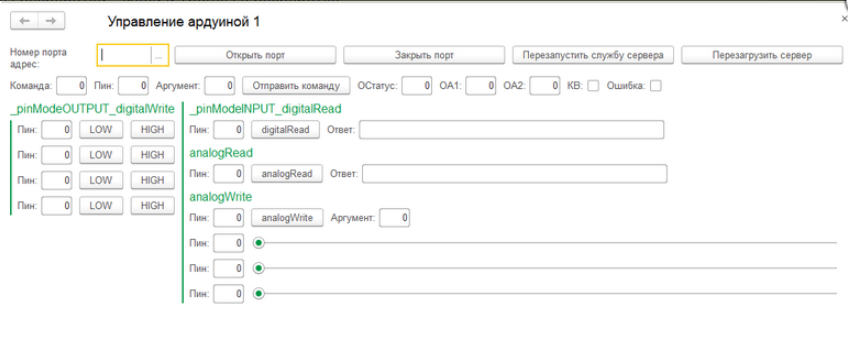 Управление ардуиной 1
Номер порта адрес: ... Открыть порт Закрыть порт Перезапустить службу сервера Перезагрузить сервер
Команда: 0 Пин: 0 Аргумент: 0 Отправить команду ОСтатус: 0 ОА1: 0 ОА2: 0 КВ: Ошибка:
_pinModeOUTPUT_digitalWrite _pinModeINPUT_digitalRead
Пин: 0 LOW HIGH Пин: 0 digitalRead Ответ:
analogRead
Пин: 0 LOW HIGH
Пин: 0 analogRead Ответ:
Пин: 0 LOW HIGH
analogWrite
Пин: 0 LOW HIGH
Пин: 0 analogWrite Аргумент: 0
Пин: 0
Пин: 0
Пин: 0